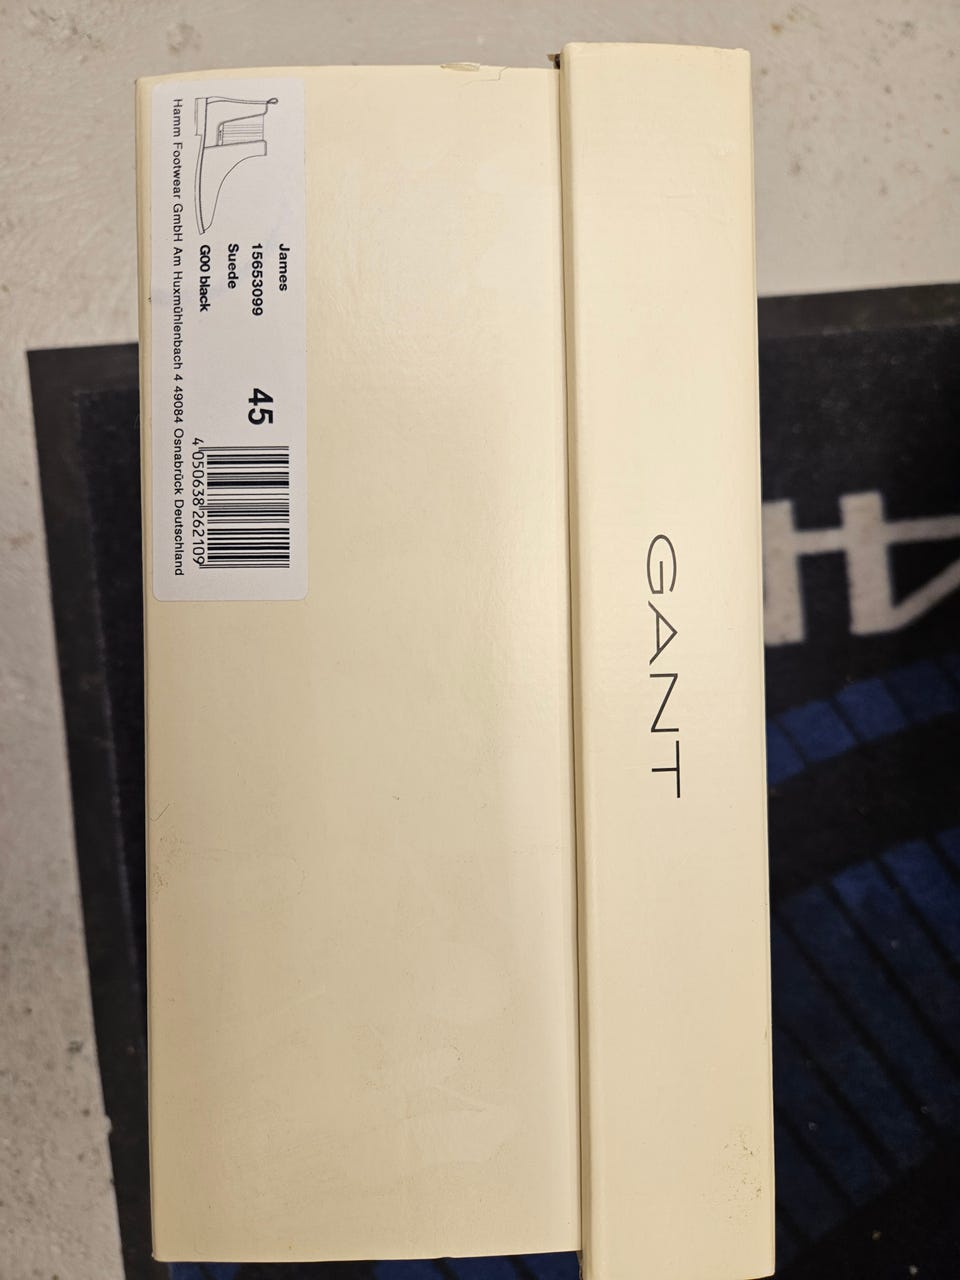 James
15653099
Suede
G00 black
45
4 050638 262109
Hamm Footwear GmbH Am Huxmühlenbach 4 49084 Osnabrück Deutschland
GANT